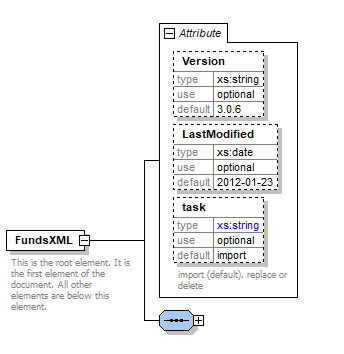 Attribute
Version
type xs:string
use optional
default 3.0.6
LastModified
type xs:date
use optional
default 2012-01-23
task
type xs:string
use optional
default import
import (default), replace or
delete
FundsXML
This is the root element. It is
the first element of the
document. All other
elements are below this
element.